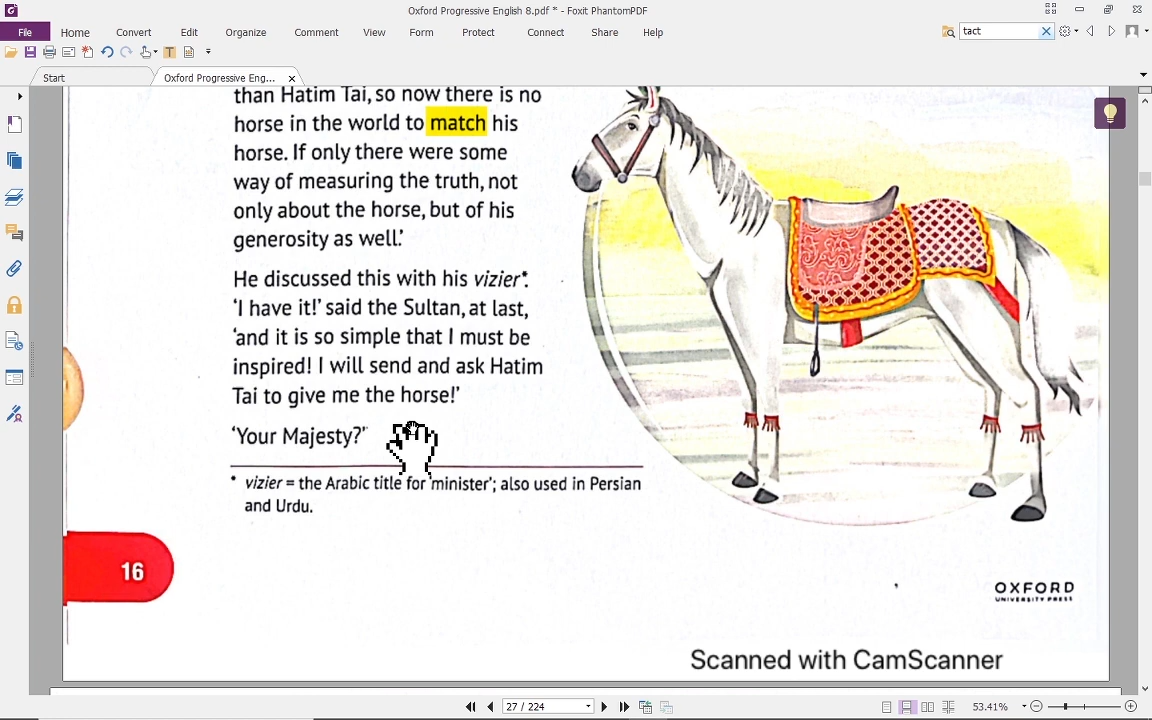 Oxford Progressive English 8.pdf * - Foxit PhantomPDF
File Home Convert Edit Organize Comment View Form Protect Connect Share Help
tact
Start
Oxford Progressive Eng...
than Hatim Tai, so now there is no
horse in the world to match his
horse. If only there were some
way of measuring the truth, not
only about the horse, but of his
generosity as well.'
He discussed this with his vizier*.
'I have it!' said the Sultan, at last,
'and it is so simple that I must be
inspired! I will send and ask Hatim
Tai to give me the horse!'
'Your Majesty?'
* vizier = the Arabic title for 'minister'; also used in Persian
and Urdu.
16
OXFORD
UNIVERSITY PRESS
Scanned with CamScanner
27 / 224
53.41%